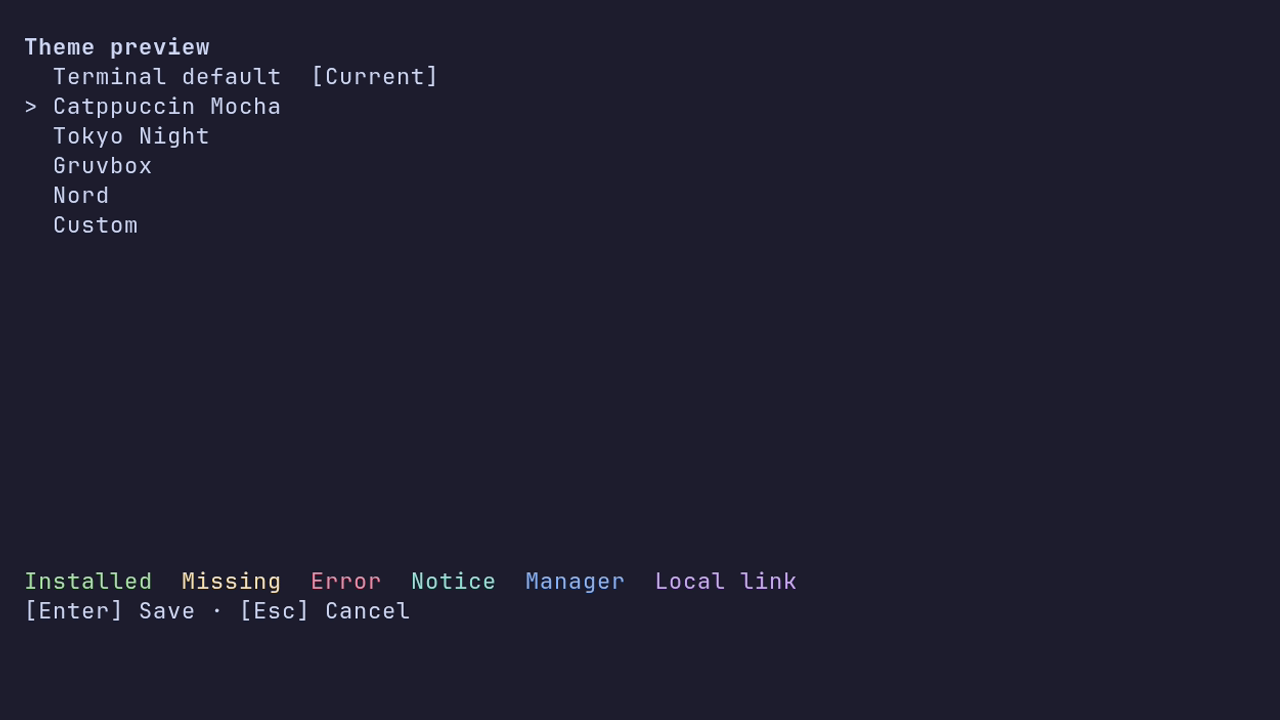 Theme preview
Terminal default  [Current]
> Catppuccin Mocha
Tokyo Night
Gruvbox
Nord
Custom
Installed  Missing  Error  Notice  Manager  Local link
[Enter] Save · [Esc] Cancel